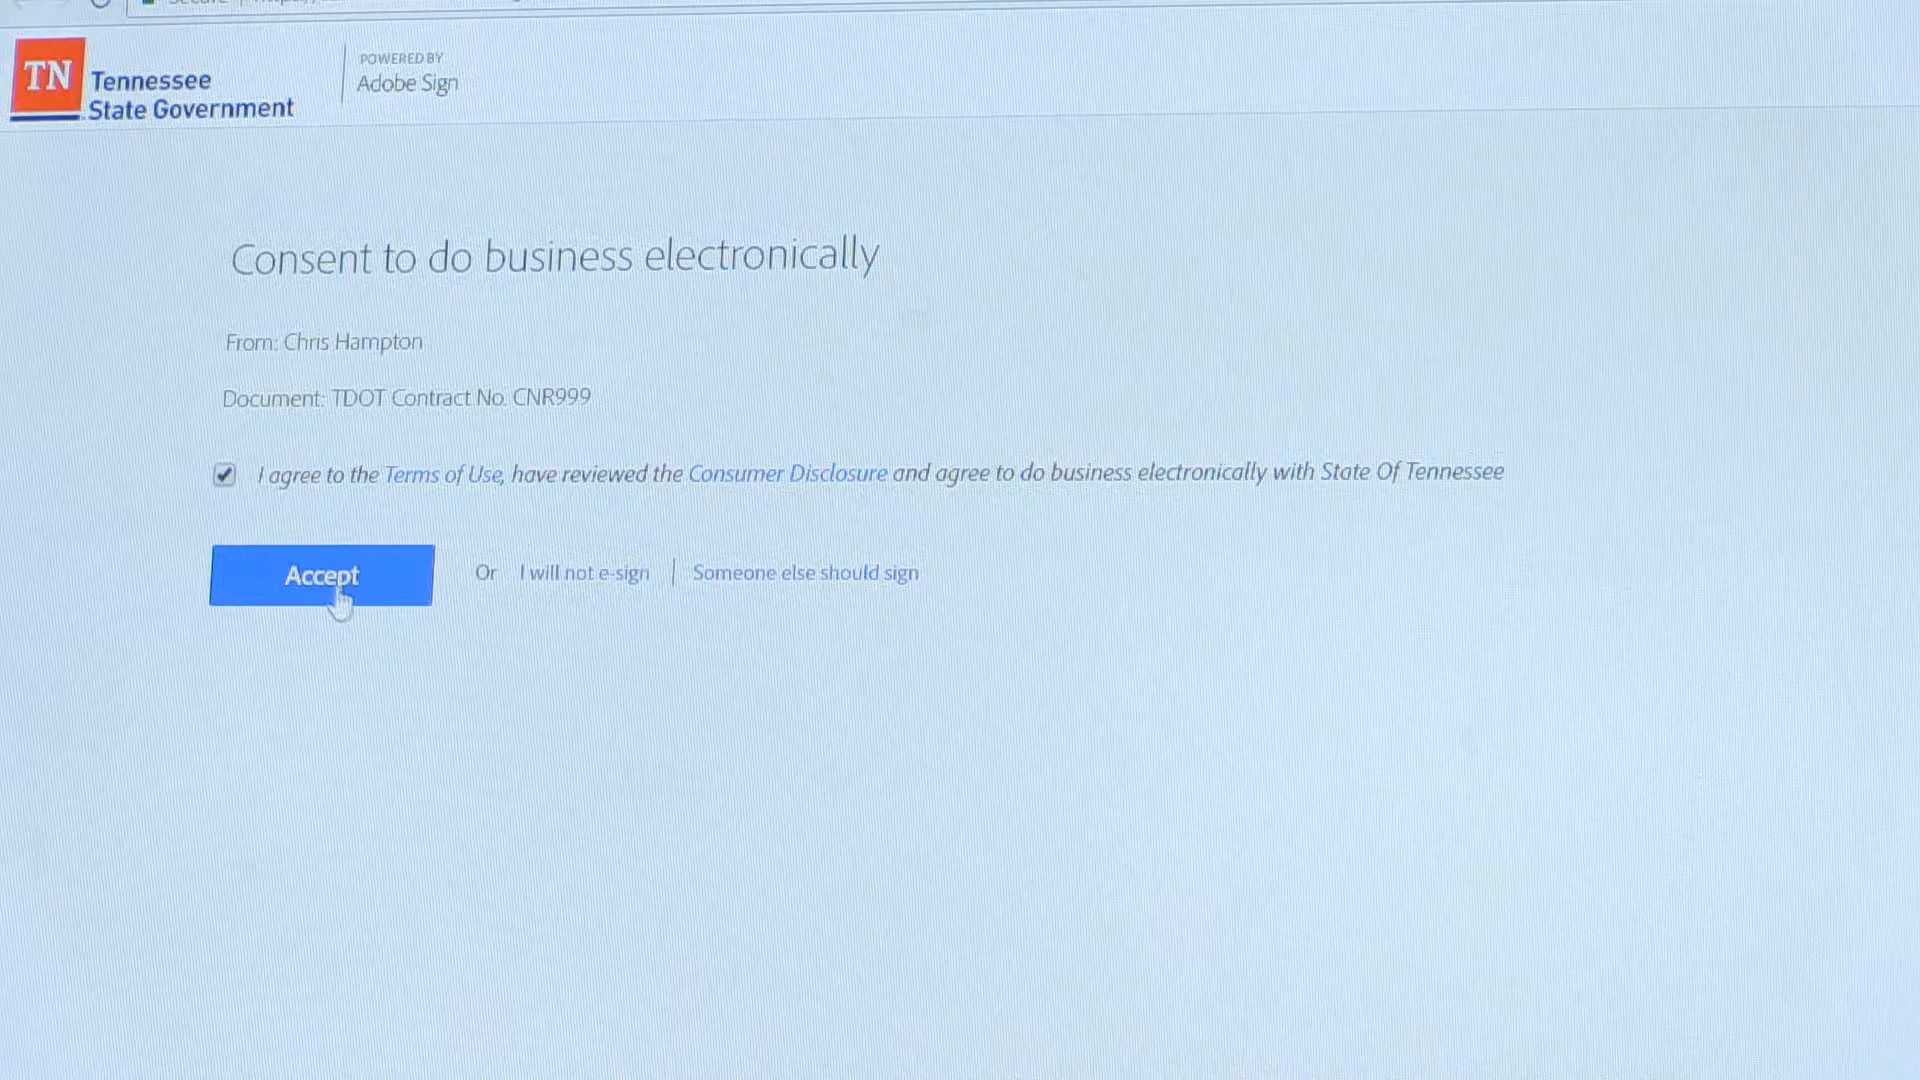 TN Tennessee
State Government
POWERED BY
Adobe Sign
Consent to do business electronically
From: Chris Hampton
Document: TDOT Contract No. CNR999
I agree to the Terms of Use, have reviewed the Consumer Disclosure and agree to do business electronically with State Of Tennessee
Accept Or I will not e-sign | Someone else should sign